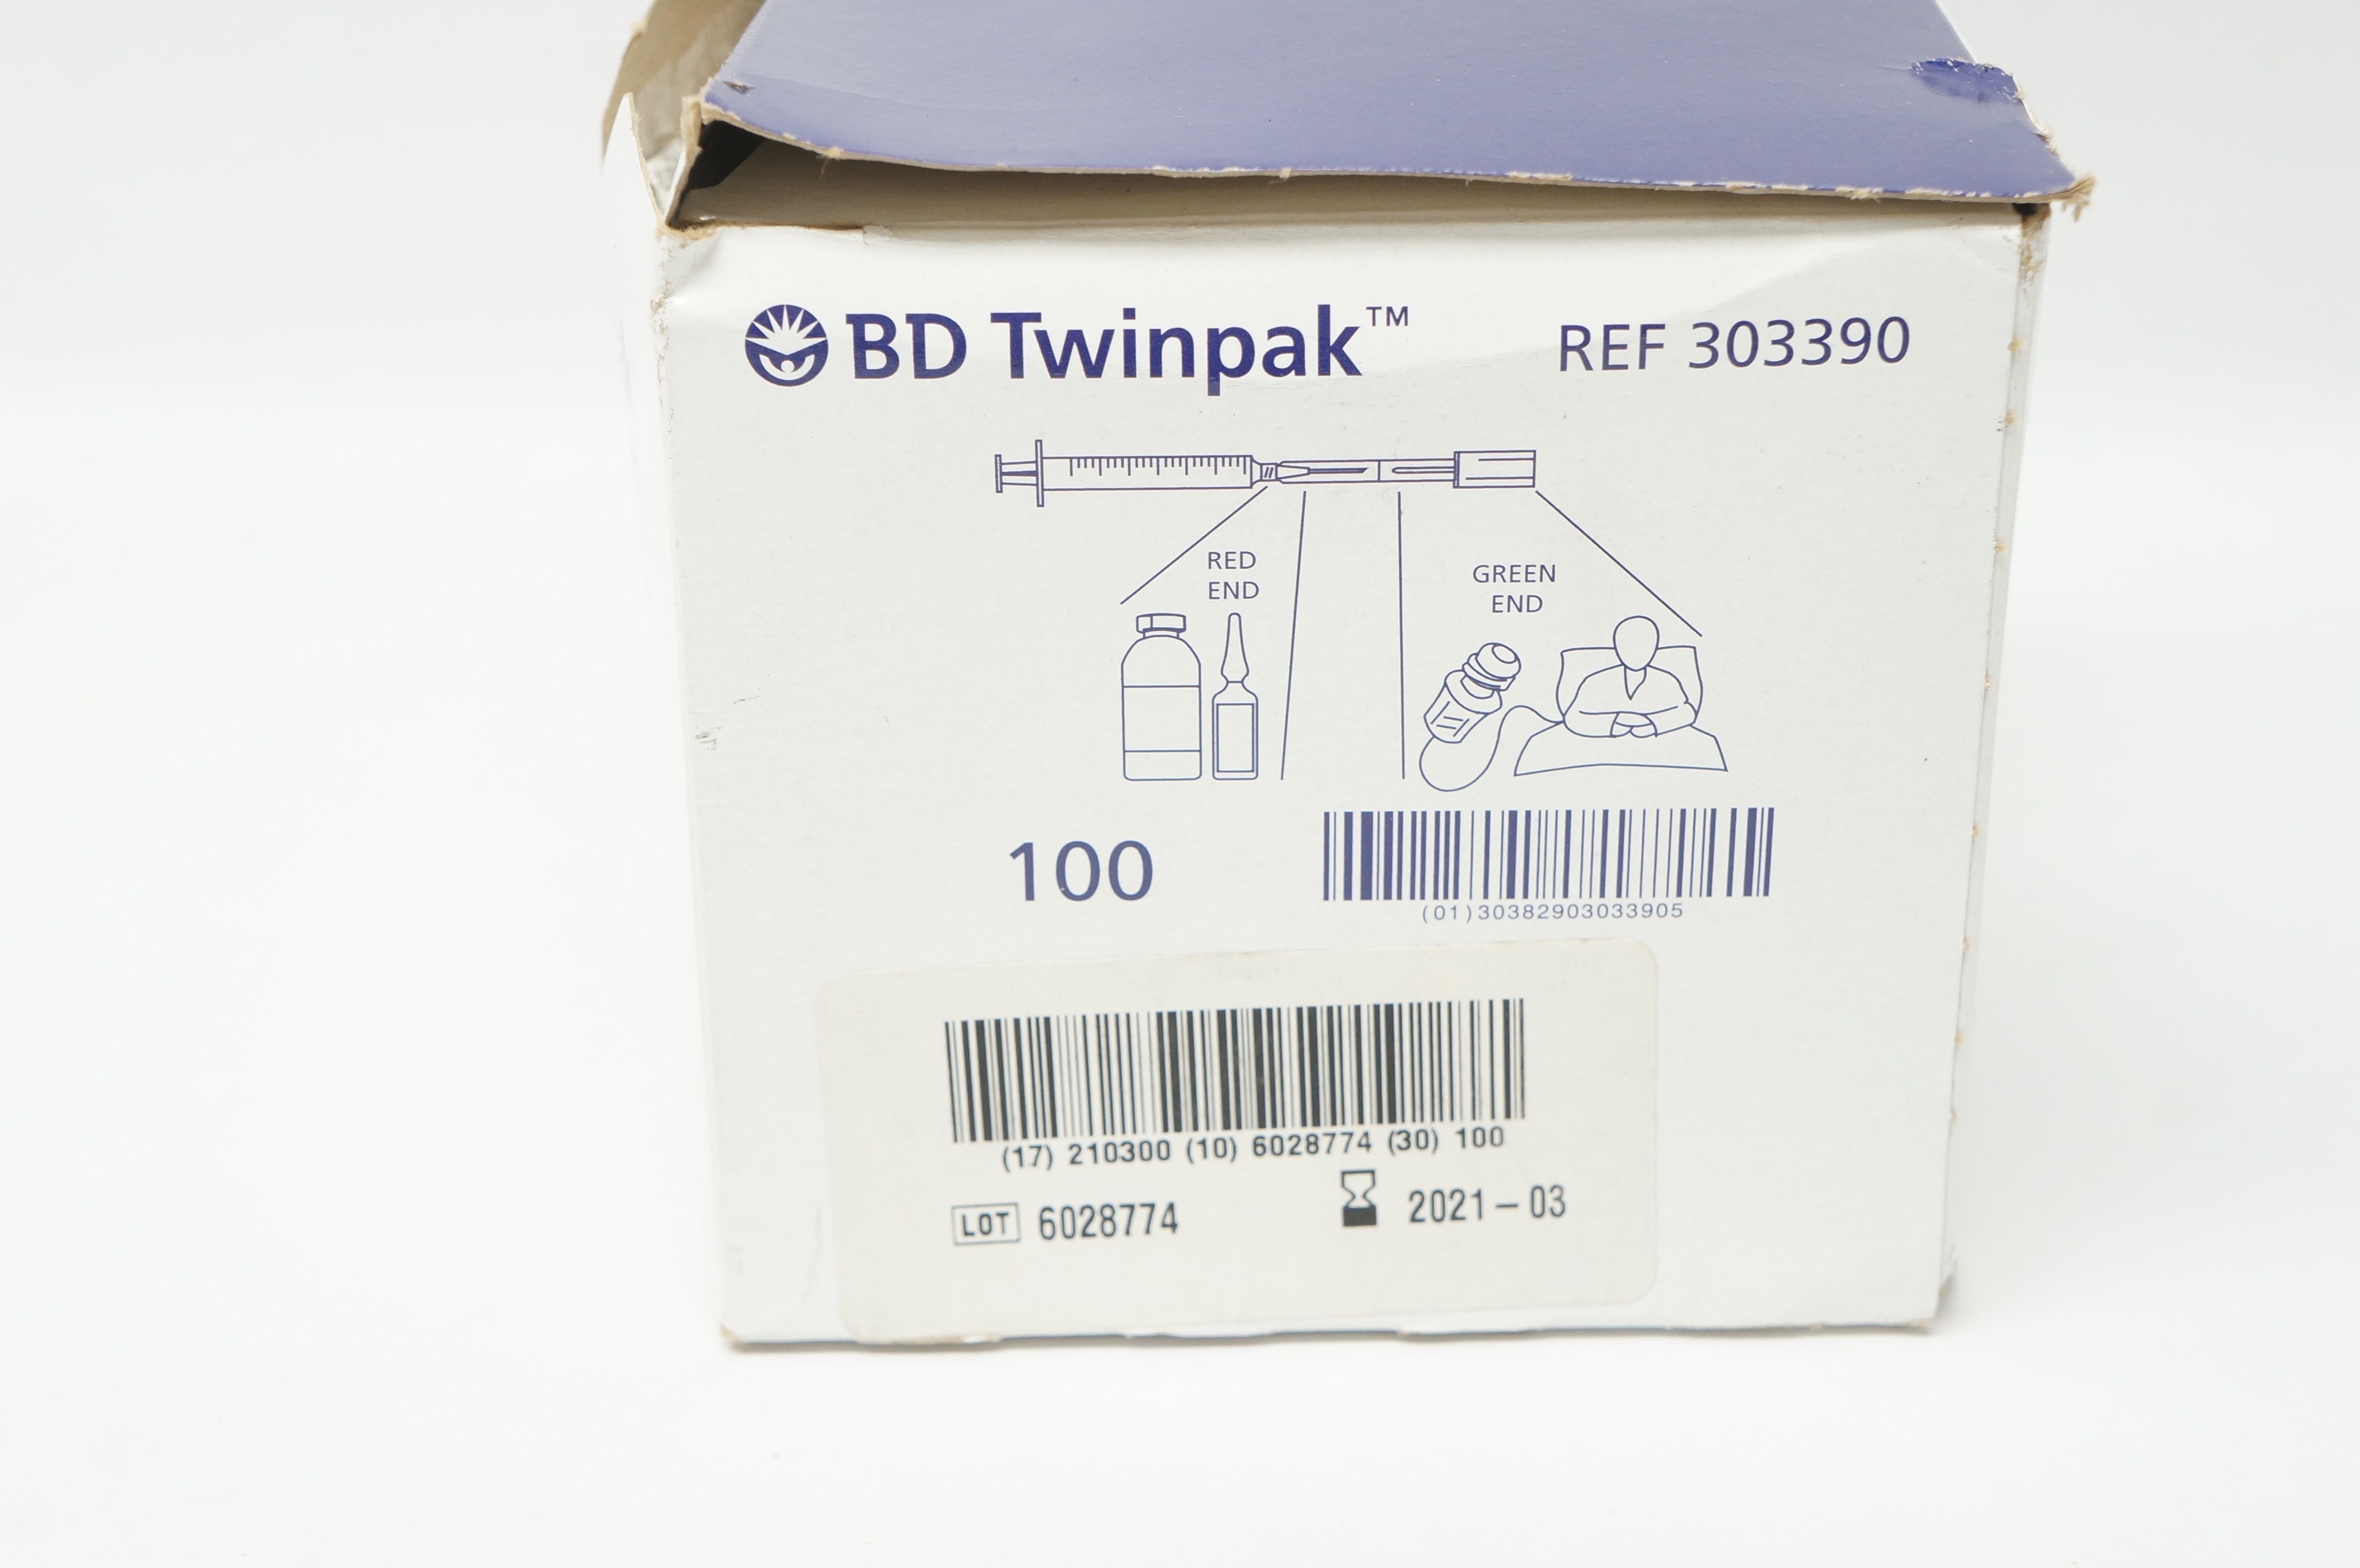 BD Twinpak™ REF 303390
RED
END
GREEN
END
100
(01)30382903033905
(17) 210300 (10) 6028774 (30) 100
LOT 6028774 2021-03